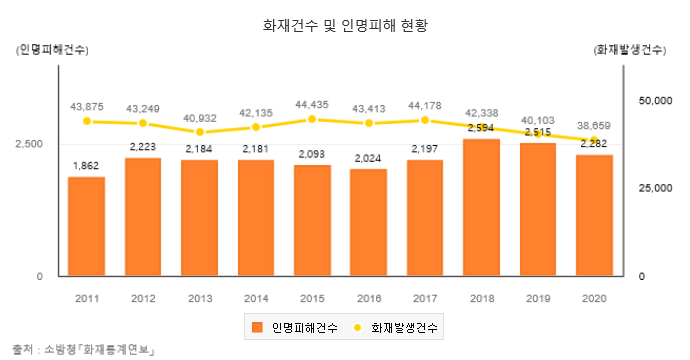 화재건수 및 인명피해 현황
(인명피해건수) (화재발생건수)
43,875 43,249 40,932 42,135 44,435 43,413 44,178 42,338 40,103 38,659
50,000
2,500
1,862 2,223 2,184 2,181 2,093 2,024 2,197 2,594 2,515 2,282
25,000
0 0
2011 2012 2013 2014 2015 2016 2017 2018 2019 2020
인명피해건수 화재발생건수
출처 : 소방청「화재통계연보」